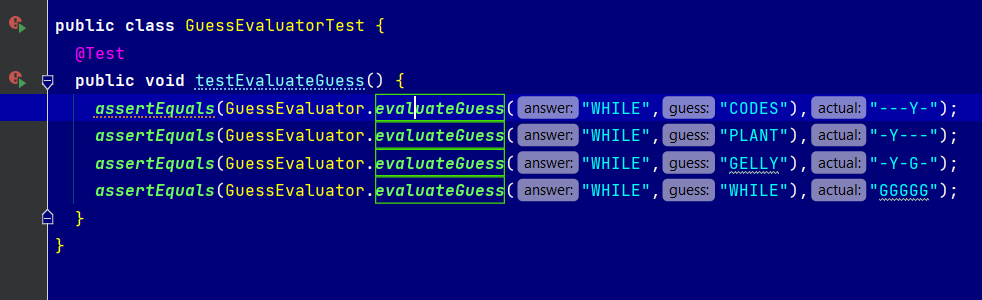 public class GuessEvaluatorTest {
@Test
public void testEvaluateGuess() {
assertEquals(GuessEvaluator.evaluateGuess( answer: "WHILE", guess: "CODES"), actual: "---Y-");
assertEquals(GuessEvaluator.evaluateGuess( answer: "WHILE", guess: "PLANT"), actual: "-Y---");
assertEquals(GuessEvaluator.evaluateGuess( answer: "WHILE", guess: "GELLY"), actual: "-Y-G-");
assertEquals(GuessEvaluator.evaluateGuess( answer: "WHILE", guess: "WHILE"), actual: "GGGGG");
}
}